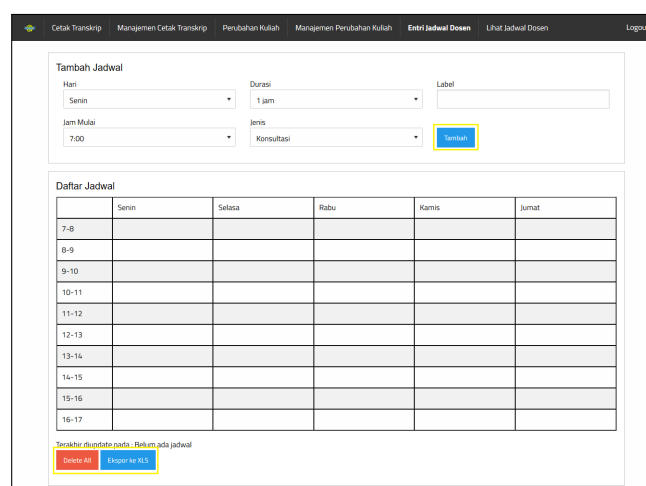 Cetak Transkrip Manajemen Cetak Transkrip Perubahan Kuliah Manajemen Perubahan Kuliah Entri Jadwal Dosen Lihat Jadwal Dosen Logout
Tambah Jadwal
Hari Durasi Label
Senin 1 jam
Jam Mulai Jenis
7:00 Konsultasi Tambah
Daftar Jadwal
Senin Selasa Rabu Kamis Jumat
7-8
8-9
9-10
10-11
11-12
12-13
13-14
14-15
15-16
16-17
Terakhir diupdate pada : Belum ada jadwal
Delete All Ekspor ke XLS